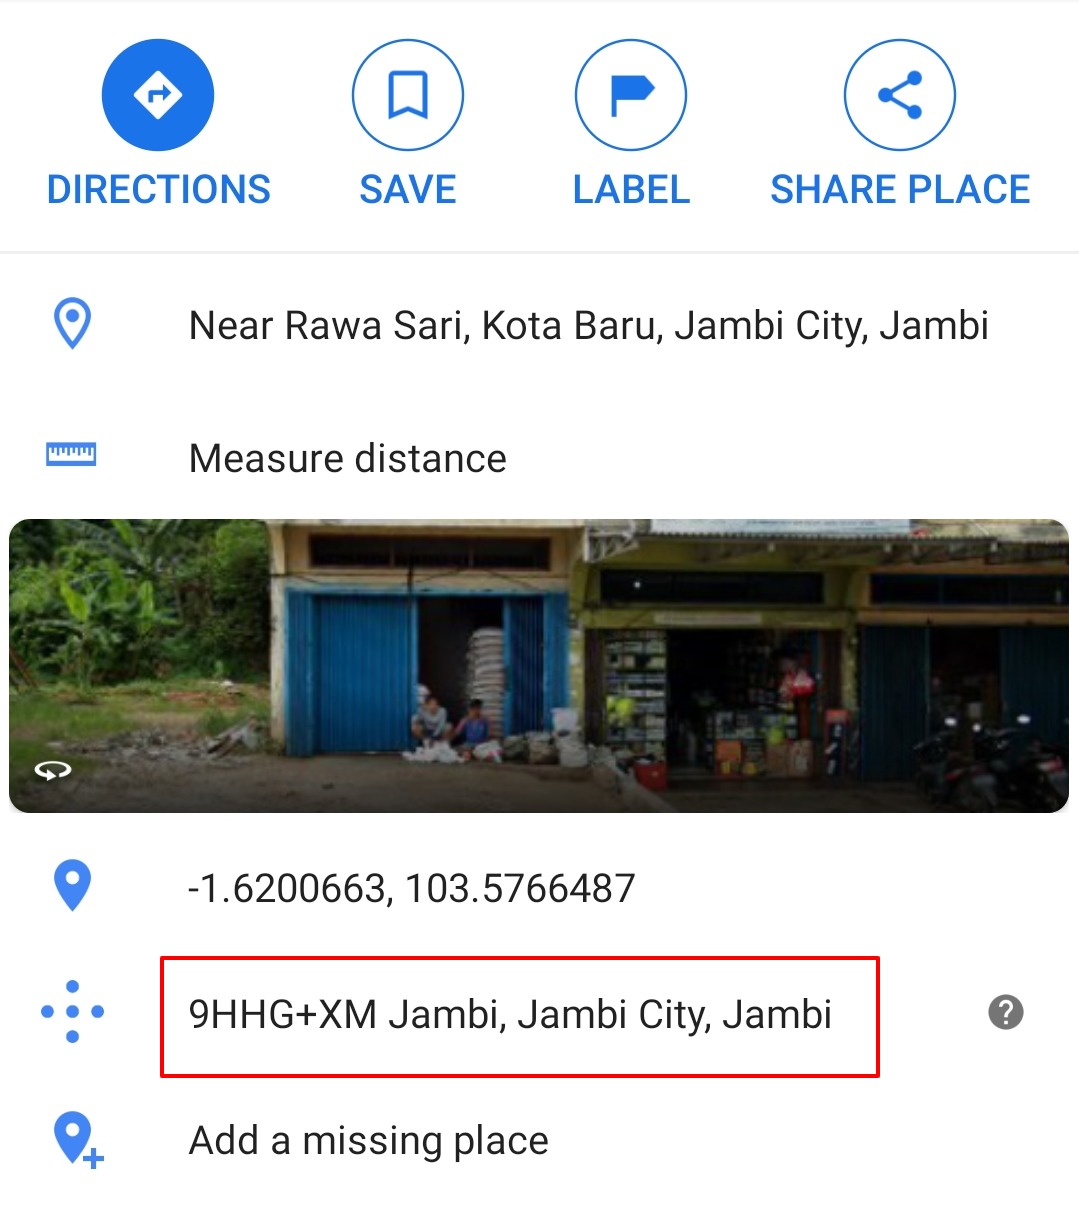 DIRECTIONS
SAVE
LABEL
SHARE PLACE
Near Rawa Sari, Kota Baru, Jambi City, Jambi
Measure distance
-1.6200663, 103.5766487
9HHG+XM Jambi, Jambi City, Jambi
?
Add a missing place